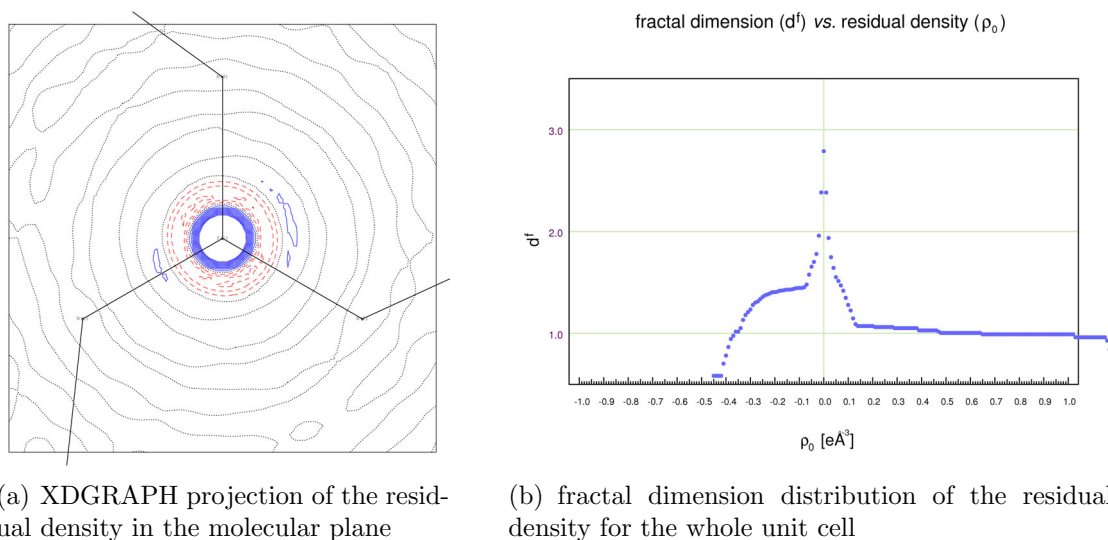 fractal dimension (d^f) vs. residual density (ρ₀)
3.0
2.0
d^f
1.0
-1.0 -0.9 -0.8 -0.7 -0.6 -0.5 -0.4 -0.3 -0.2 -0.1 0.0 0.1 0.2 0.3 0.4 0.5 0.6 0.7 0.8 0.9 1.0
ρ₀ [eÅ⁻³]
(a) XDGRAPH projection of the resid-
ual density in the molecular plane
(b) fractal dimension distribution of the residual
density for the whole unit cell